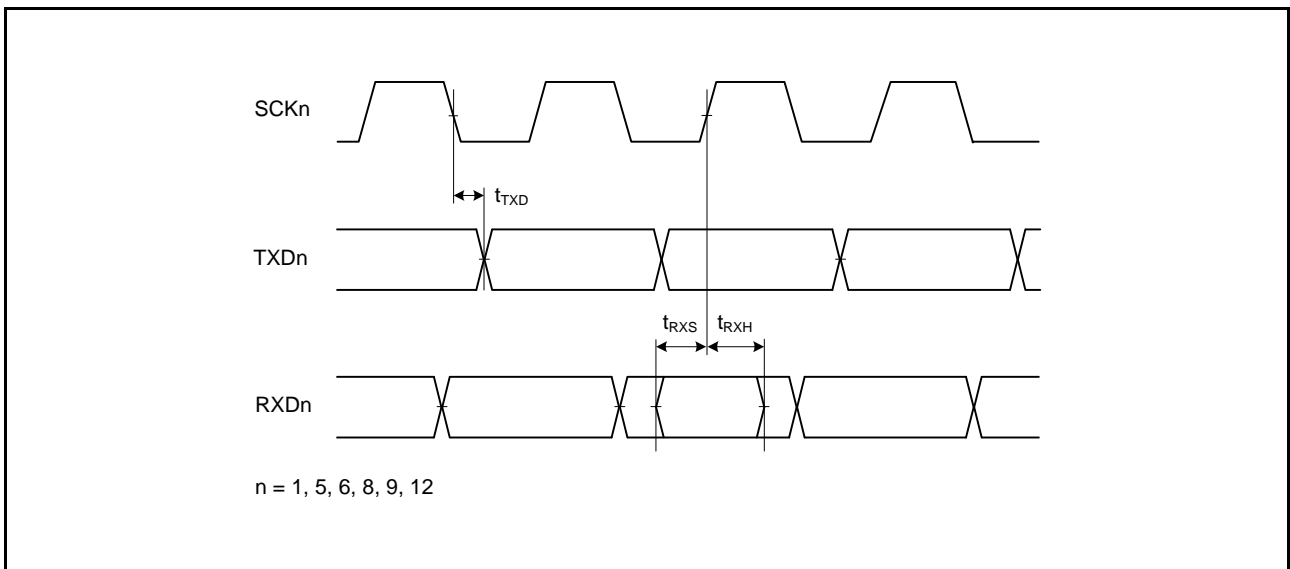 SCKn
tTXD
TXDn
tRXS tRXH
RXDn
n = 1, 5, 6, 8, 9, 12